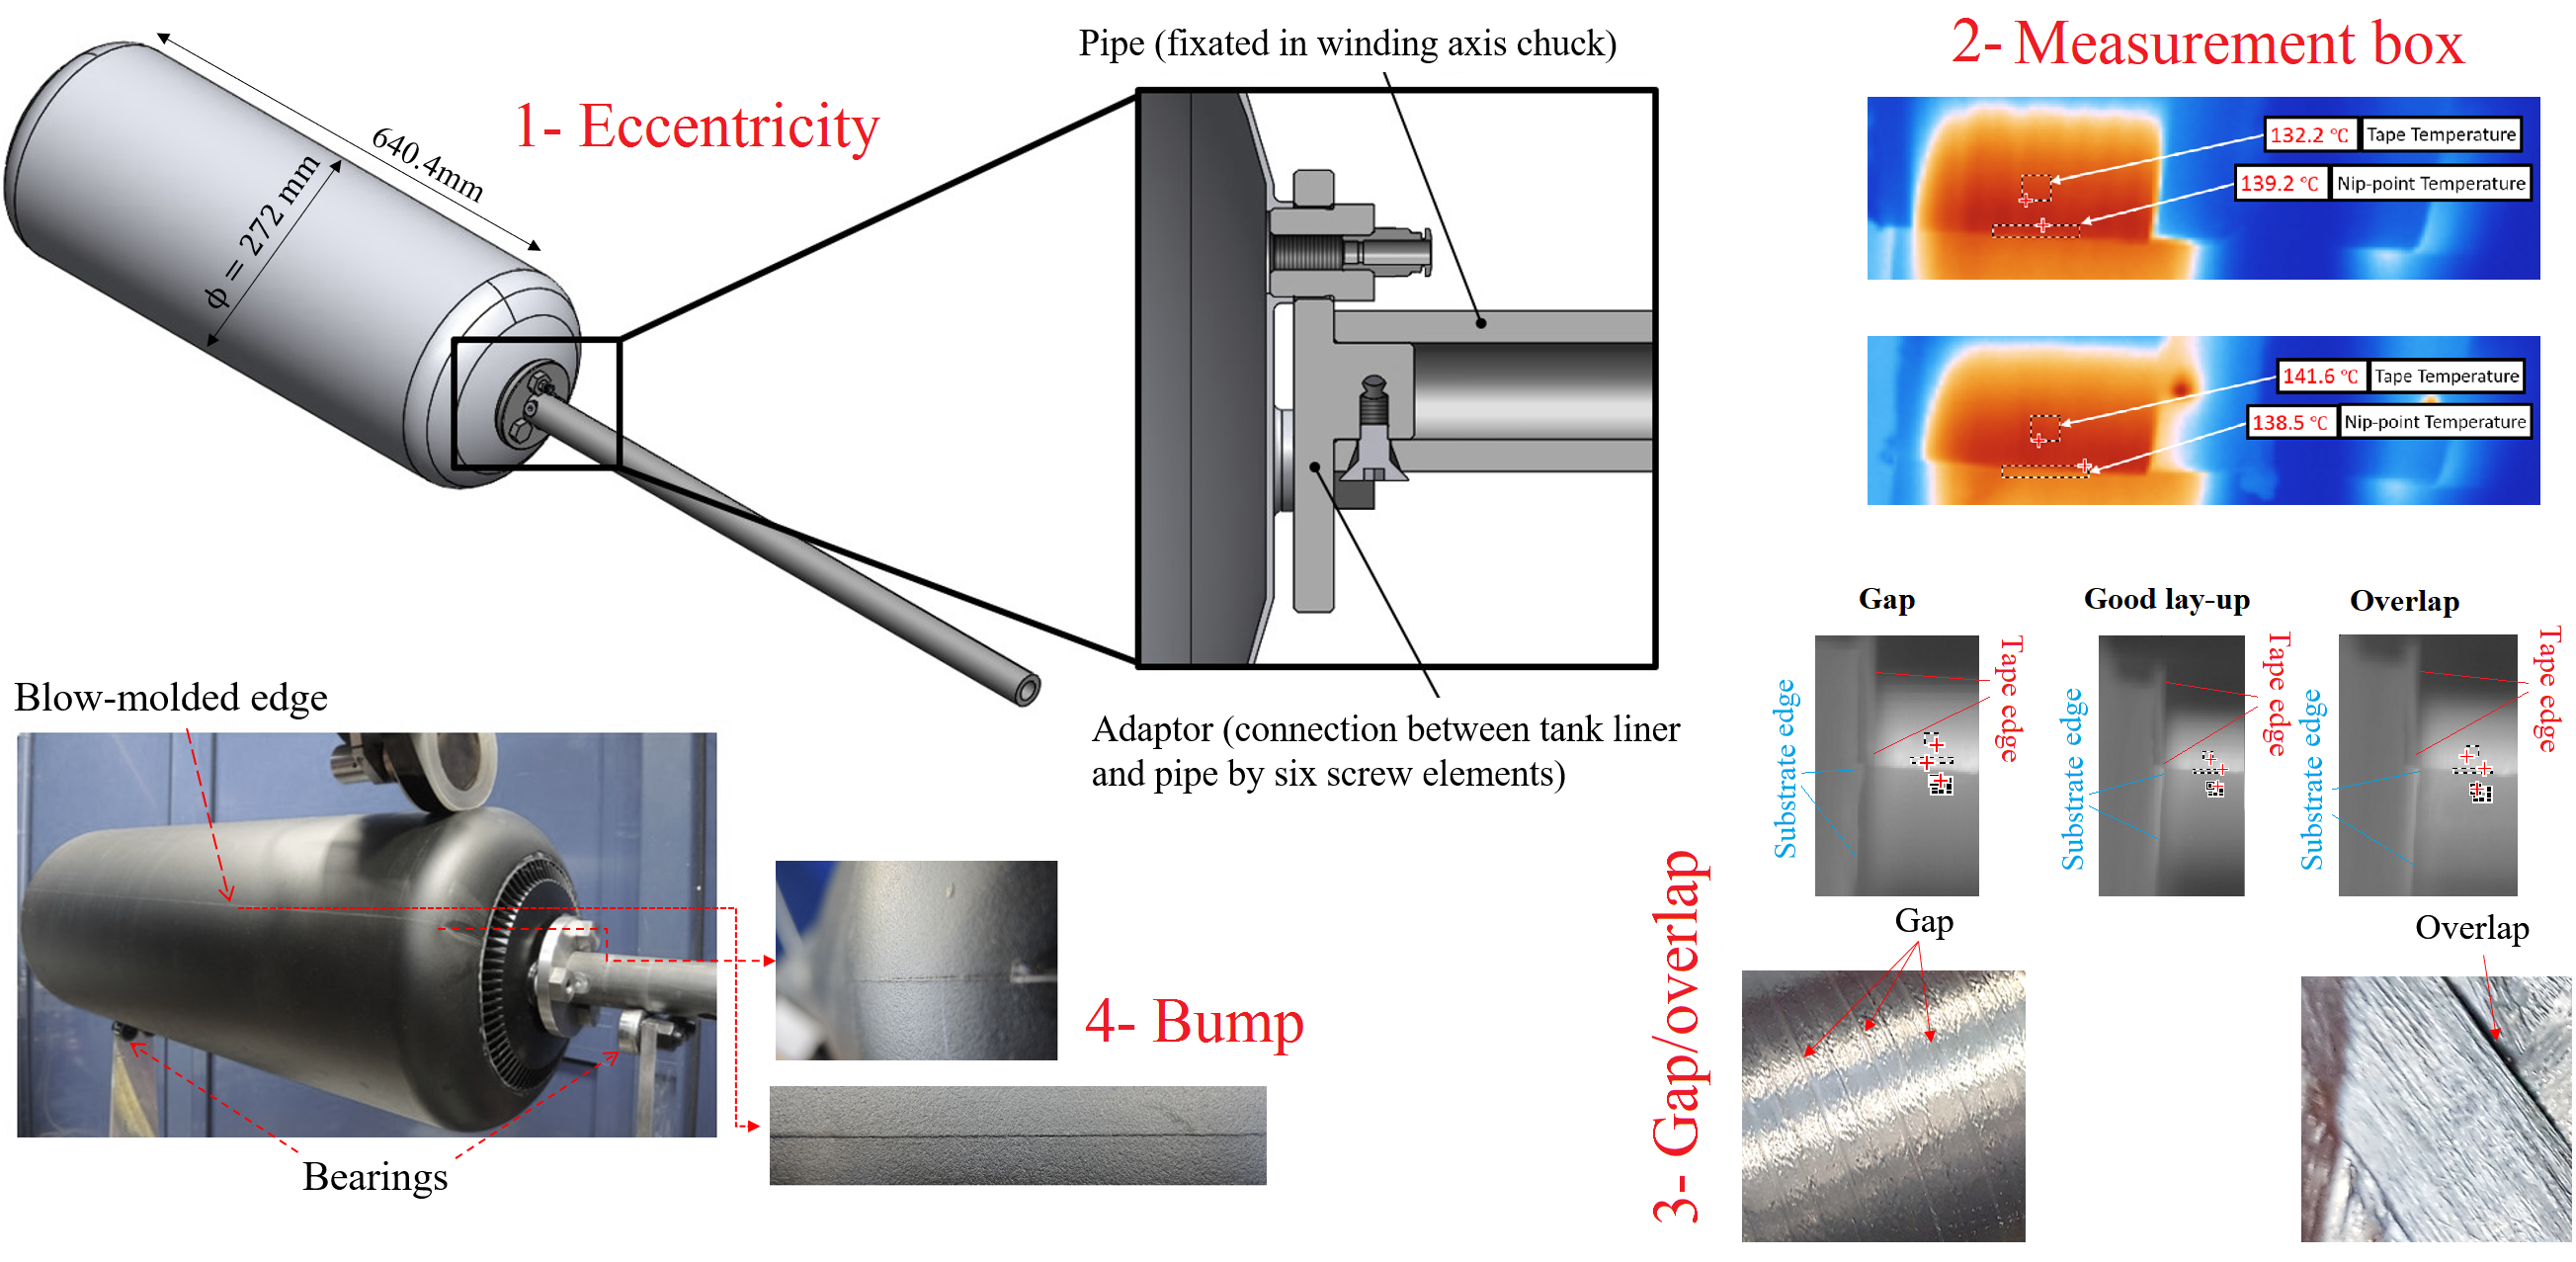 1- Eccentricity
640.4mm
ϕ = 272 mm
Pipe (fixated in winding axis chuck)
Adaptor (connection between tank liner
and pipe by six screw elements)
2- Measurement box
132.2 °C Tape Temperature
139.2 °C Nip-point Temperature
141.6 °C Tape Temperature
138.5 °C Nip-point Temperature
3- Gap/overlap
Gap
Substrate edge
Tape edge
Good lay-up
Substrate edge
Tape edge
Overlap
Substrate edge
Tape edge
Gap
Overlap
4- Bump
Blow-molded edge
Bearings